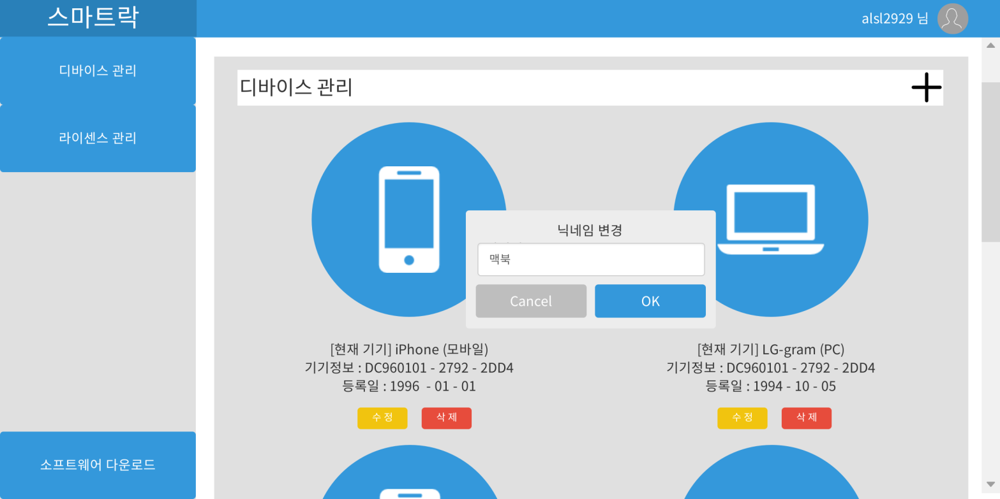 스마트락
alsl2929 님
디바이스 관리
라이센스 관리
소프트웨어 다운로드
디바이스 관리
닉네임 변경
맥북
Cancel
OK
[현재 기기] iPhone (모바일)
기기정보 : DC960101 - 2792 - 2DD4
등록일 : 1996 - 01 - 01
수 정
삭 제
[현재 기기] LG-gram (PC)
기기정보 : DC960101 - 2792 - 2DD4
등록일 : 1994 - 10 - 05
수 정
삭 제